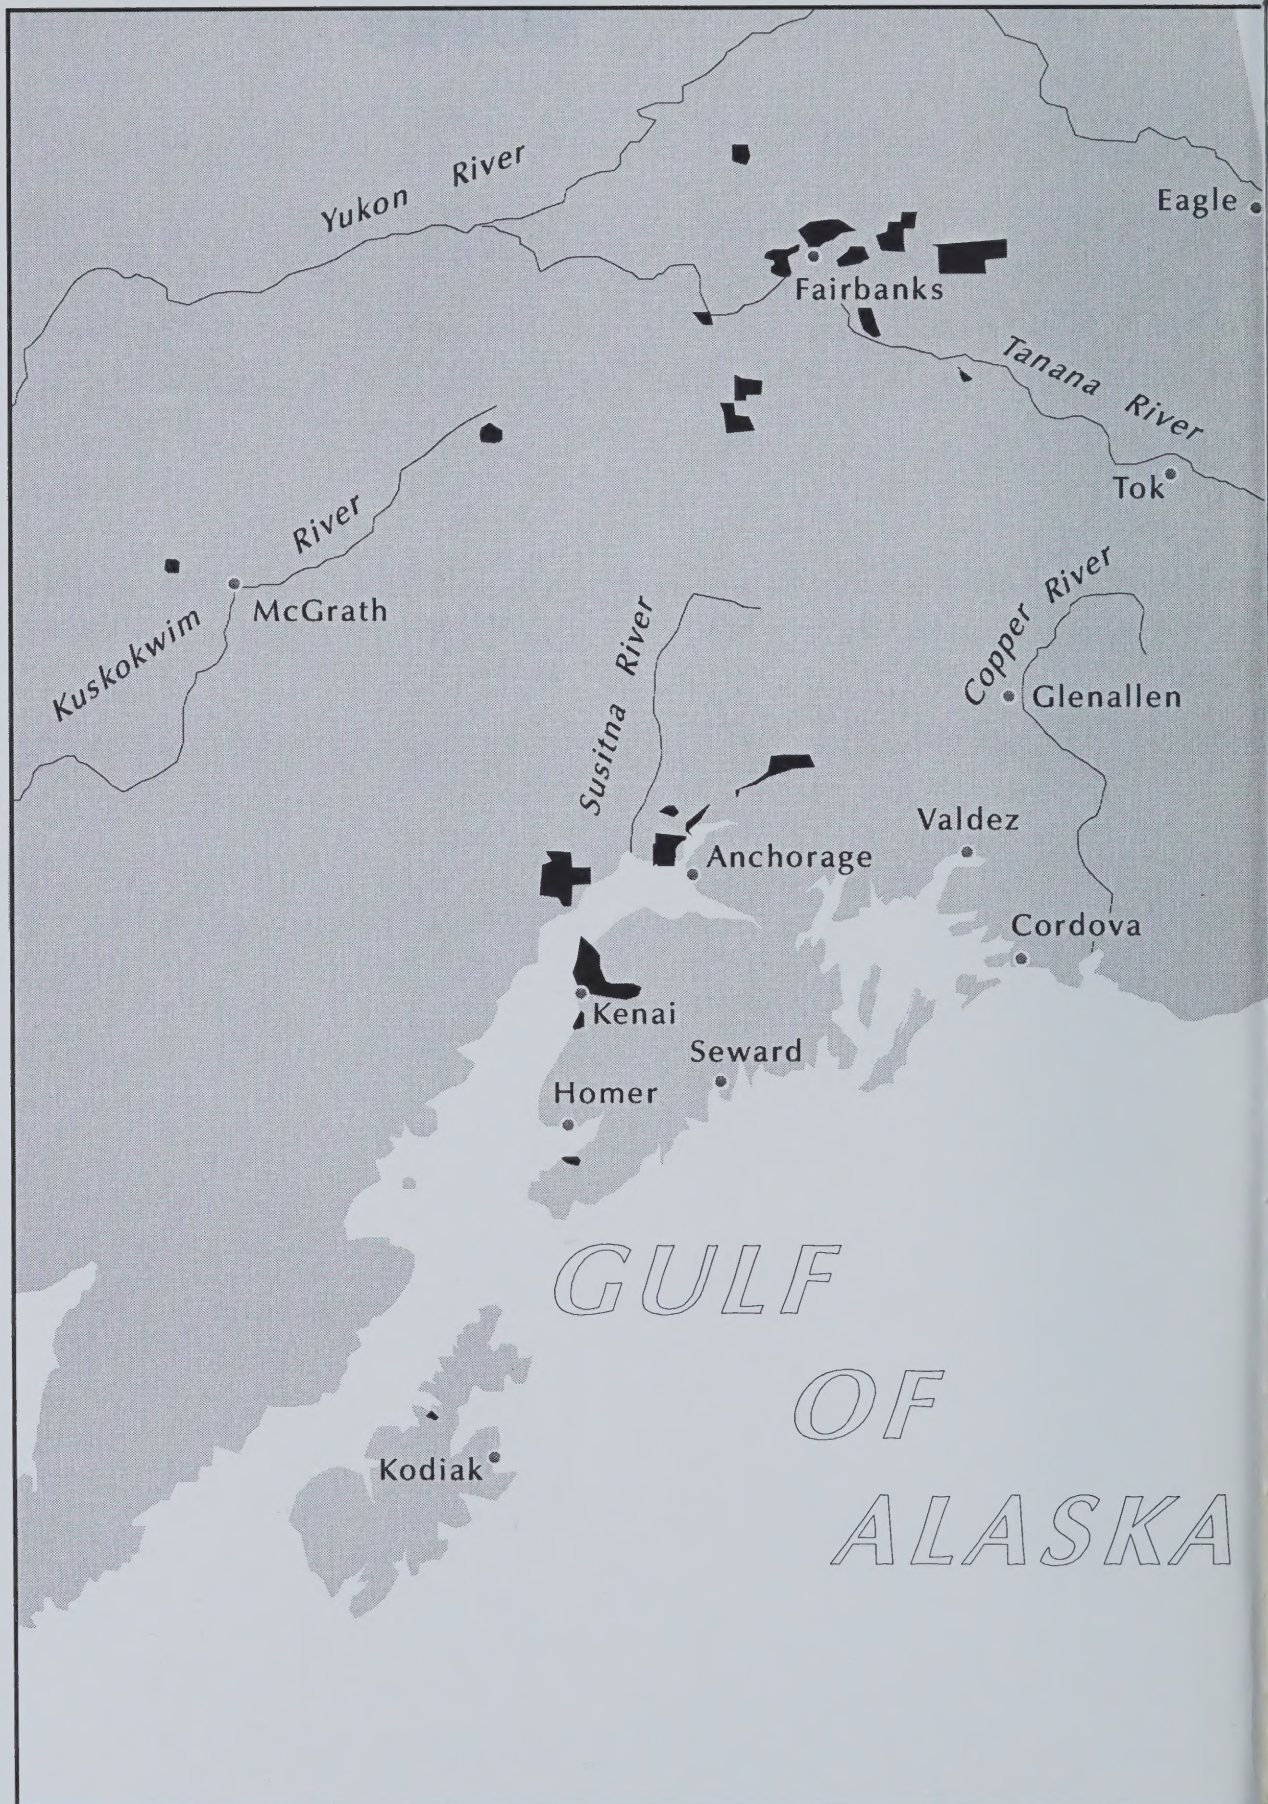 Yukon River
Eagle
Fairbanks
Tanana River
Tok
Kuskokwim River
McGrath
Susitna River
Copper River
Glenallen
Valdez
Anchorage
Cordova
Kenai
Seward
Homer
GULF
OF
ALASKA
Kodiak